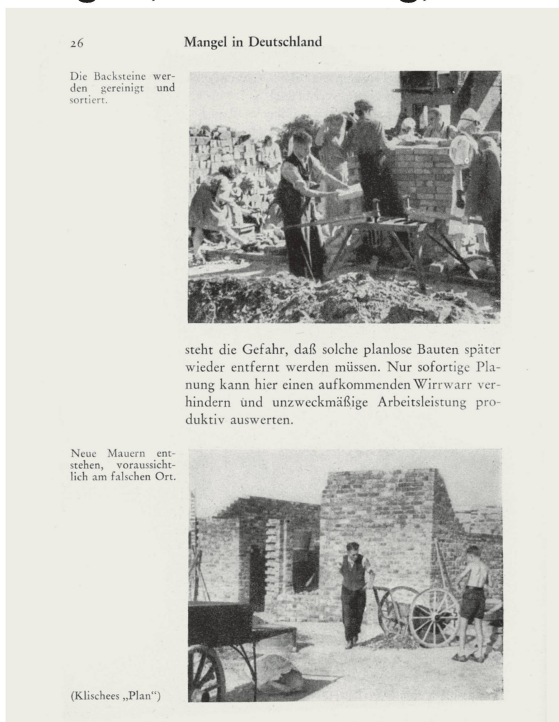 26
Mangel in Deutschland
Die Backsteine wer-
den gereinigt und
sortiert.
steht die Gefahr, daß solche planlose Bauten später
wieder entfernt werden müssen. Nur sofortige Pla-
nung kann hier einen aufkommenden Wirrwarr ver-
hindern und unzweckmäßige Arbeitsleistung pro-
duktiv auswerten.
Neue Mauern ent-
stehen, voraussicht-
lich am falschen Ort.
(Klischees „Plan“)